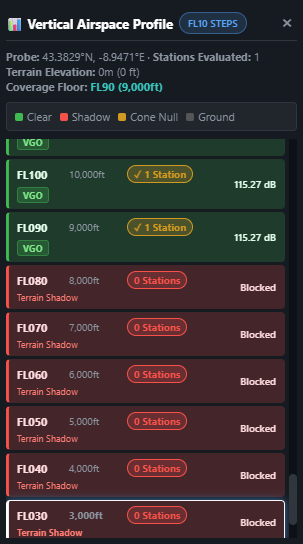 Vertical Airspace Profile FL10 STEPS ×
Probe: 43.3829°N, -8.9471°E · Stations Evaluated: 1
Terrain Elevation: 0m (0 ft)
Coverage Floor: FL90 (9,000ft)
Clear Shadow Cone Null Ground
VGO
FL100 10,000ft ✓ 1 Station
115.27 dB
VGO
FL090 9,000ft ✓ 1 Station
115.27 dB
VGO
FL080 8,000ft 0 Stations
Blocked
Terrain Shadow
FL070 7,000ft 0 Stations
Blocked
Terrain Shadow
FL060 6,000ft 0 Stations
Blocked
Terrain Shadow
FL050 5,000ft 0 Stations
Blocked
Terrain Shadow
FL040 4,000ft 0 Stations
Blocked
Terrain Shadow
FL030 3,000ft 0 Stations
Blocked
Terrain Shadow